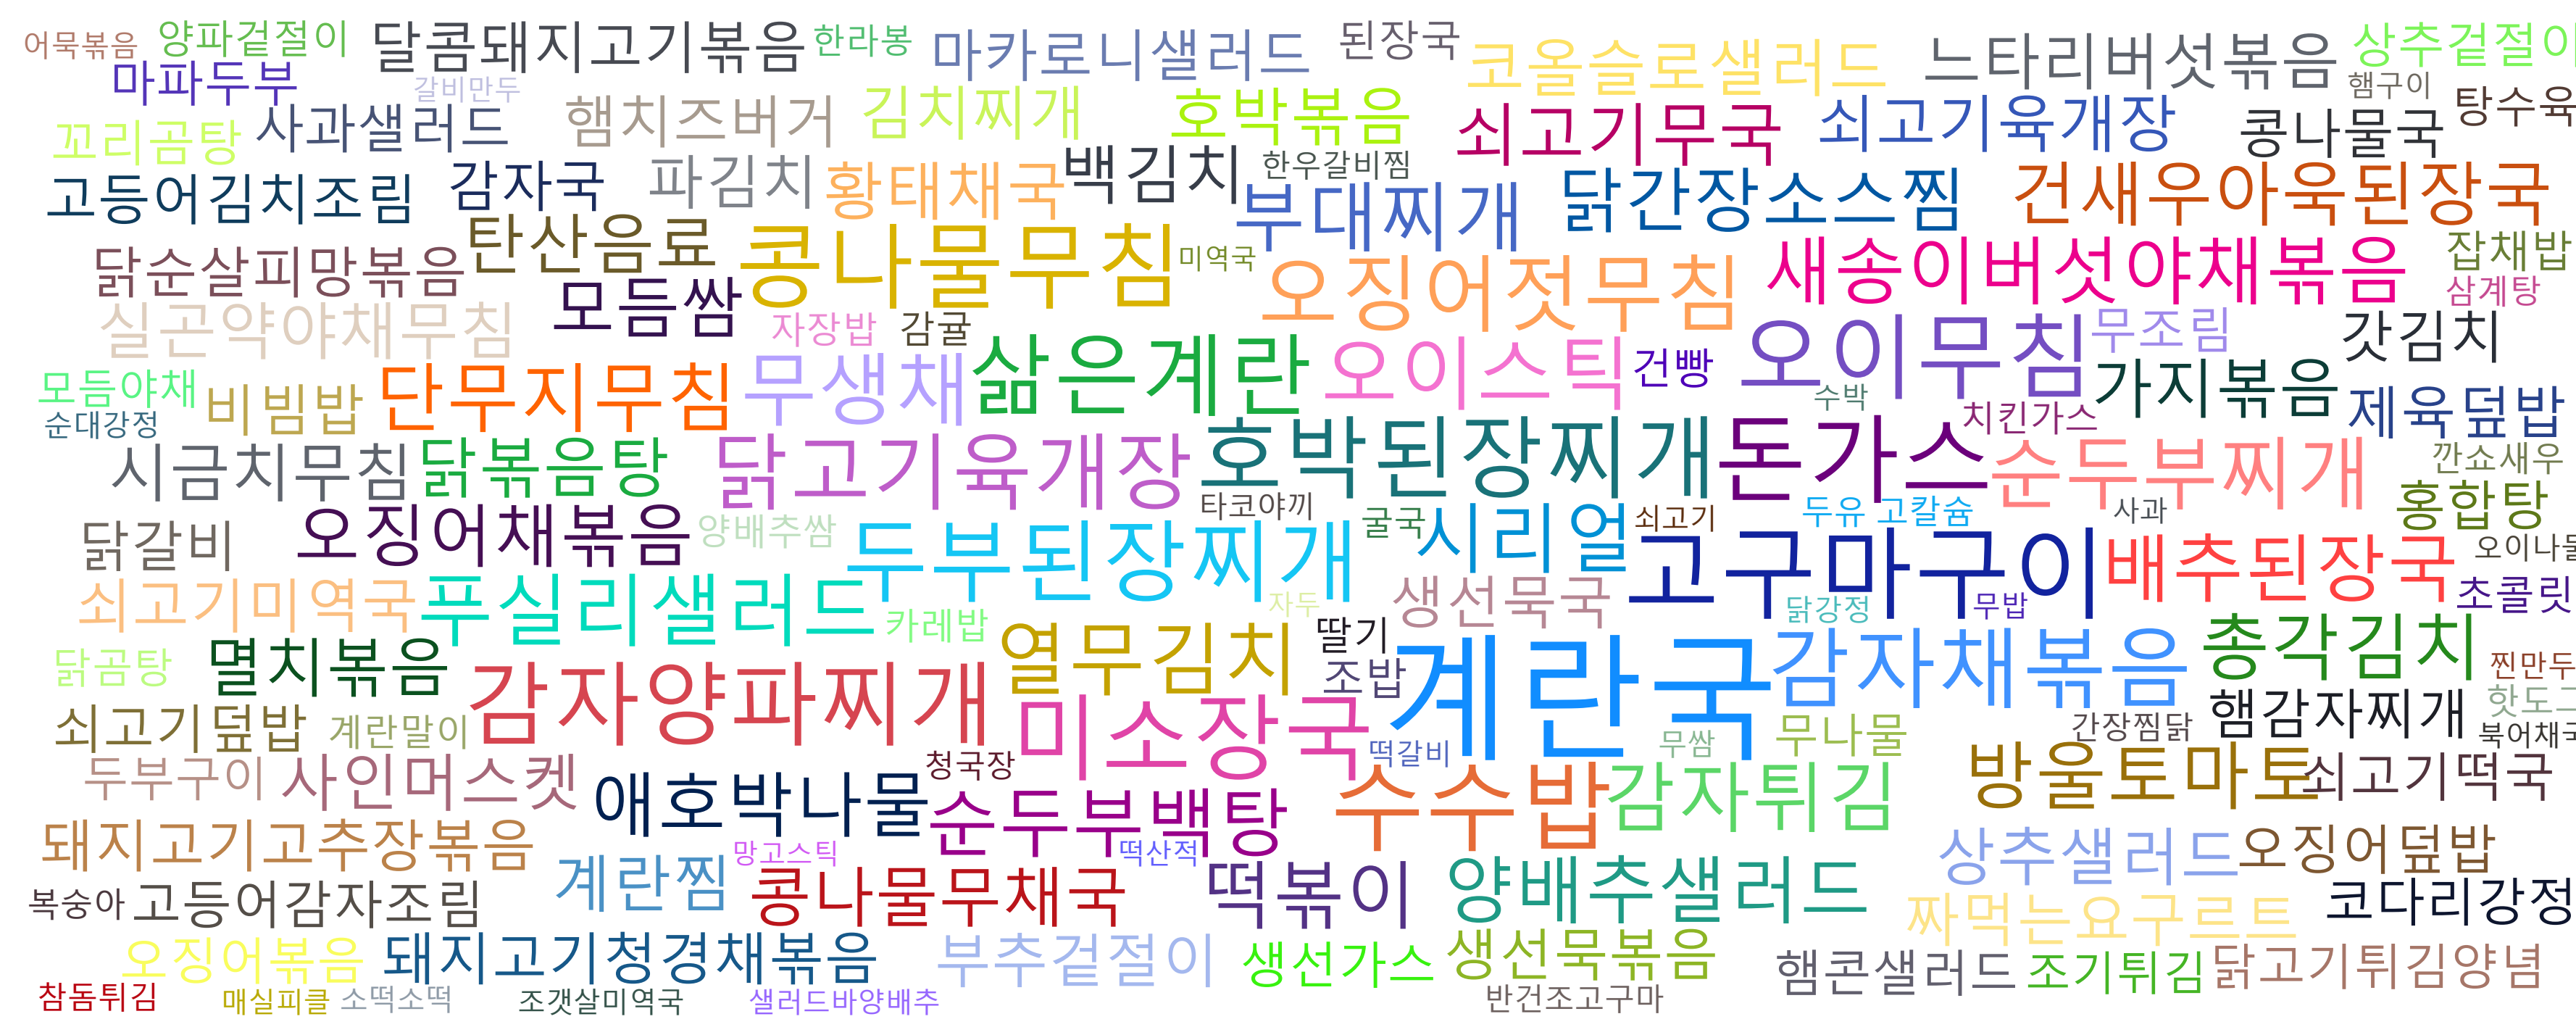 어묵볶음 양파겉절이 달콤돼지고기볶음 한라봉 마카로니샐러드 된장국 코올슬로샐러드 느타리버섯볶음 상추겉절이
마파두부 갈비만두 햄구이
꼬리곰탕 사과샐러드 햄치즈버거 김치찌개 호박볶음 쇠고기무국 쇠고기육개장 콩나물국 탕수육
고등어김치조림 감자국 파김치 황태채국 백김치 한우갈비찜 부대찌개 닭간장소스찜 건새우아욱된장국
닭순살피망볶음 탄산음료 콩나물무침 미역국 오징어젓무침 새송이버섯야채볶음 잡채밥
실곤약야채무침 모듬쌈 자장밥 감귤 무조림 갓김치 삼계탕
모듬야채 비빔밥 단무지무침 무생채 삶은계란 오이스틱 건빵 오이무침 수박 가지볶음 제육덮밥
순대강정 치킨가스
시금치무침 닭볶음탕 닭고기육개장 호박된장찌개 돈가스 순두부찌개 깐쇼새우
닭갈비 오징어채볶음 양배추쌈 타코야끼 굴국 시리얼 쇠고기 두유 고칼슘 사과 홍합탕
두부된장찌개 고구마구이 배추된장국 오이나물
쇠고기미역국 푸실리샐러드 카레밥 자두 생선묵국 닭강정 무밥 초콜릿
닭곰탕 멸치볶음 감자양파찌개 열무김치 딸기 조밥 계란국 감자채볶음 총각김치 찐만두
쇠고기덮밥 계란말이 미소장국 떡갈비 무쌈 무나물 간장찜닭 햄감자찌개 북어채국
두부구이 사인머스켓 애호박나물 청국장 순두부백탕 수수밥 감자튀김 방울토마토 쇠고기떡국
돼지고기고추장볶음 계란찜 망고스틱 떡산적 상추샐러드 오징어덮밥
복숭아 고등어감자조림 콩나물무채국 떡볶이 양배추샐러드 짜먹는요구르트 코다리강정
오징어볶음 돼지고기청경채볶음 부추겉절이 생선가스 생선묵볶음 햄콘샐러드 조기튀김 닭고기튀김양념
참돔튀김 매실피클 소떡소떡 조갯살미역국 샐러드바양배추 반건조고구마